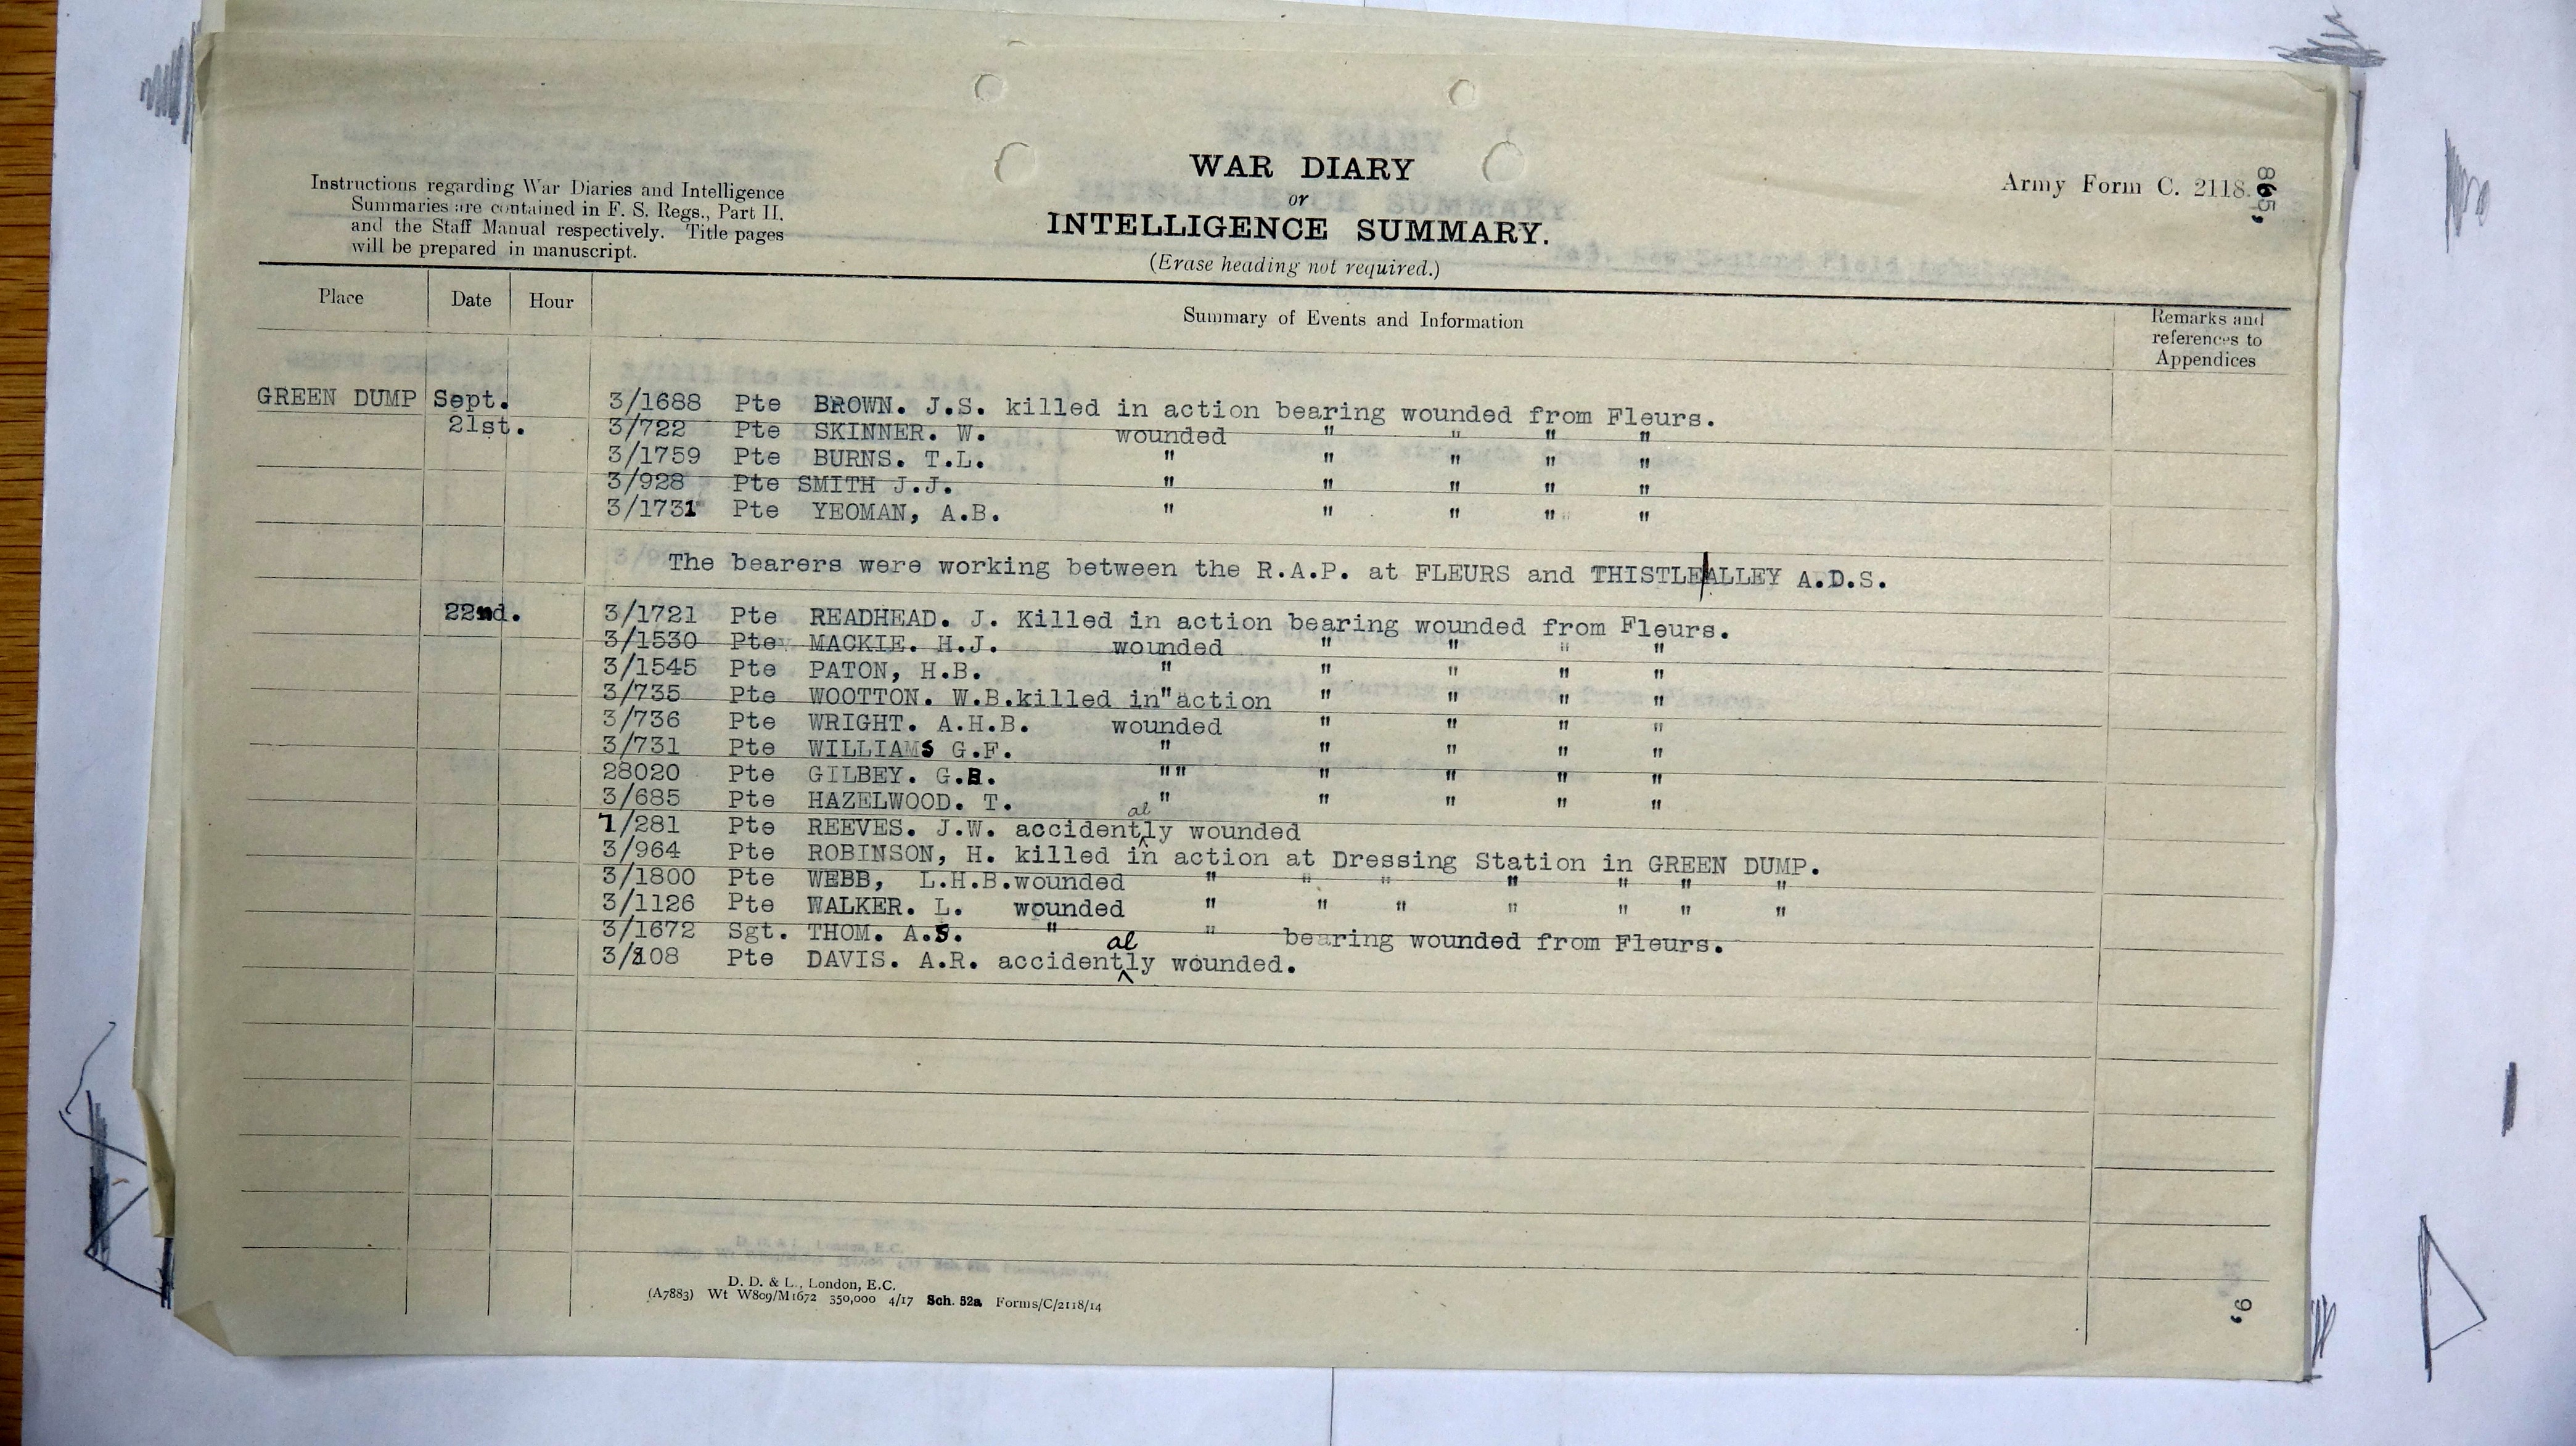 Instructions regarding War Diaries and Intelligence
Summaries are contained in F. S. Regs., Part II,
and the Staff Manual respectively. Title pages
will be prepared in manuscript.
WAR DIARY
or
INTELLIGENCE SUMMARY.
(Erase heading not required.)
Army Form C. 2118.
865,
Place Date Hour Summary of Events and Information Remarks and references to Appendices
GREEN DUMP Sept. 3/1688 Pte BROWN. J.S. killed in action bearing wounded from Fleurs.
21st. 3/722 Pte SKINNER. W. wounded " " " "
3/1759 Pte BURNS. T.L. " " " " "
3/928 Pte SMITH J.J. " " " " "
3/1731 Pte YEOMAN, A.B. " " " " "
The bearers were working between the R.A.P. at FLEURS and THISTLE/ALLEY A.D.S.
22nd. 3/1721 Pte READHEAD. J. Killed in action bearing wounded from Fleurs.
3/1530 Pte MACKIE. H.J. wounded " " " "
3/1545 Pte PATON, H.B. " " " " "
3/735 Pte WOOTTON. W.B.killed in"action " " " "
3/736 Pte WRIGHT. A.H.B. wounded " " " "
3/731 Pte WILLIAMS G.F. " " " " "
28020 Pte GILBEY. G.R. "" " " " "
3/685 Pte HAZELWOOD. T. " " " " "
1/281 Pte REEVES. J.W. accidentally wounded
3/964 Pte ROBINSON, H. killed in action at Dressing Station in GREEN DUMP.
3/1800 Pte WEBB, L.H.B.wounded " " " " " " "
3/1126 Pte WALKER. L. wounded " " " " " " "
3/1672 Sgt. THOM. A.S. " " bearing wounded from Fleurs.
Pte DAVIS. A.R. accidentally wounded.
D. D. & L., London, E.C.
(A7883) Wt W809/M1672 350,000 4/17 Sch. 52a Forms/C/2118/14
9,